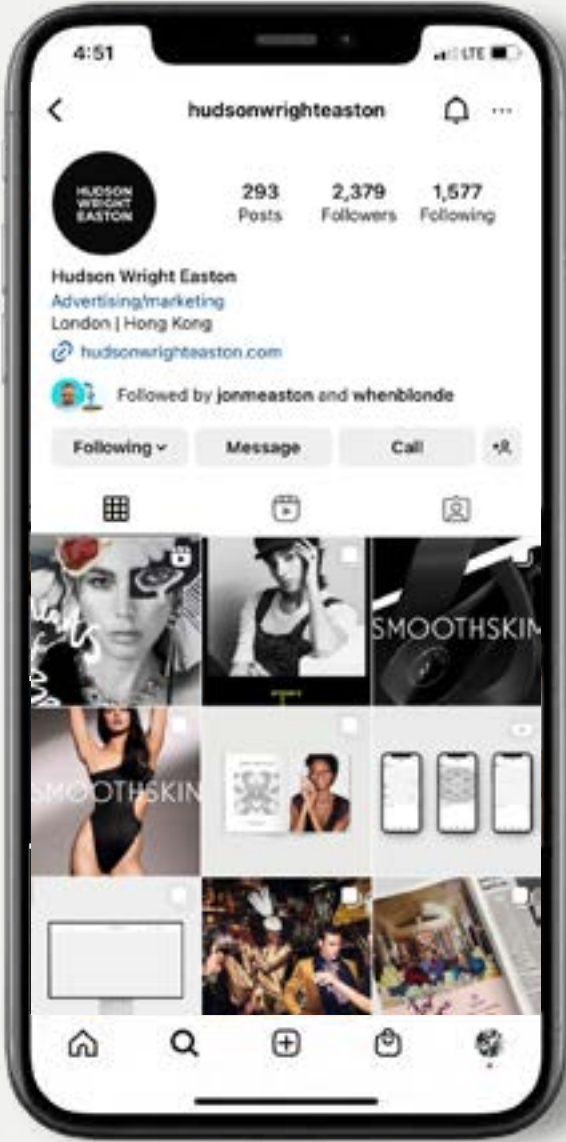 4:51
LTE
hudsonwrighteaston
HUDSON
WRIGHT
EASTON
293
Posts
2,379
Followers
1,577
Following
Hudson Wright Easton
Advertising/marketing
London | Hong Kong
hudsonwrighteaston.com
Followed by jonmeaston and whenblonde
Following
Message
Call
SMOOTHSKIN
SMOOTHSKIN